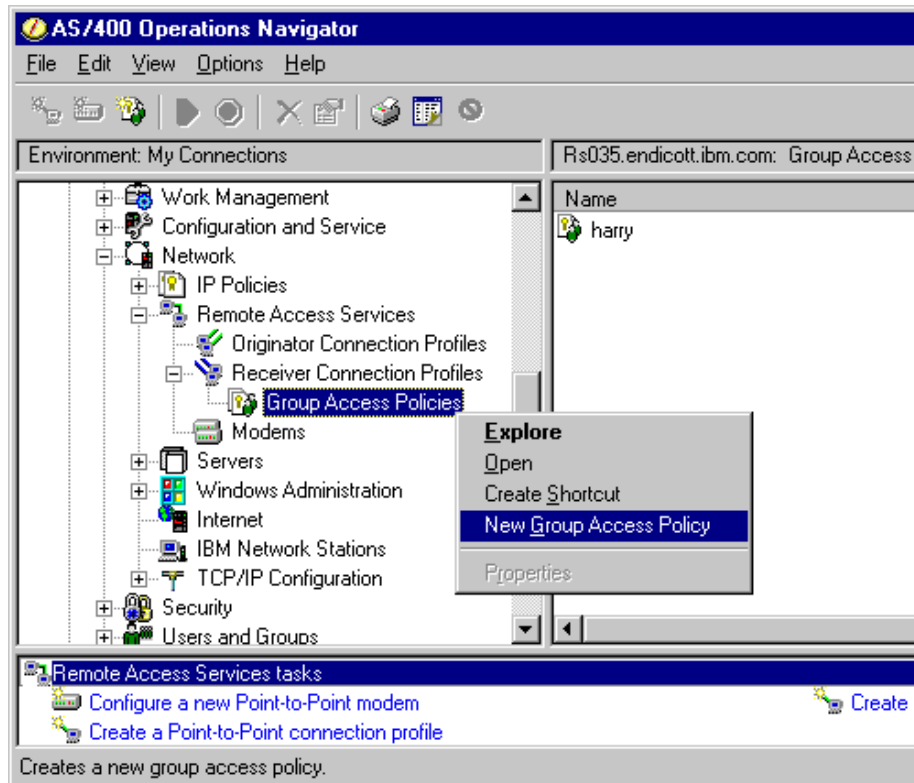 AS/400 Operations Navigator
File Edit View Options Help
Environment: My Connections
Rs035.endicott.ibm.com: Group Access
Work Management
Name
Configuration and Service
harry
Network
IP Policies
Remote Access Services
Originator Connection Profiles
Receiver Connection Profiles
Group Access Policies
Modems
Explore
Servers
Open
Windows Administration
Create Shortcut
Internet
New Group Access Policy
IBM Network Stations
TCP/IP Configuration
Properties
Security
Users and Groups
Remote Access Services tasks
Configure a new Point-to-Point modem
Create
Create a Point-to-Point connection profile
Creates a new group access policy.